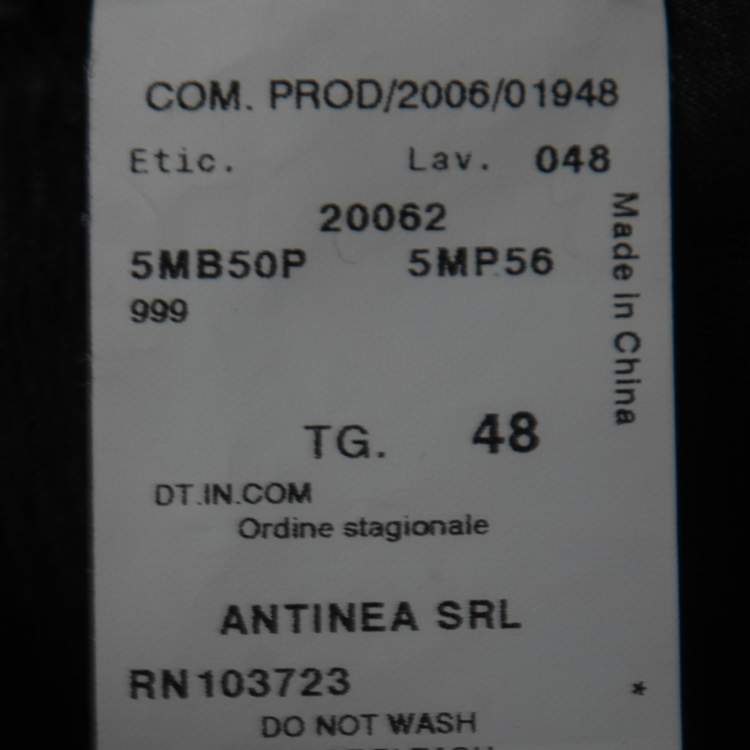 COM. PROD/2006/01948
Etic. Lav. 048
20062
5MB50P 5MP56
999
Made in China
TG. 48
DT.IN.COM
Ordine stagionale
ANTINEA SRL
RN103723 *
DO NOT WASH